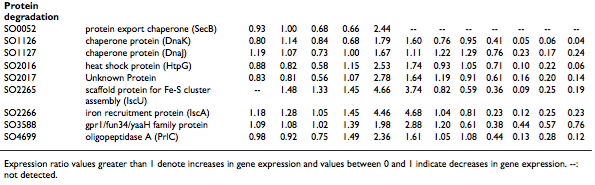 Protein
degradation
SO0052 protein export chaperone (SecB) 0.93 1.00 0.68 0.66 2.44 -- -- -- -- -- -- --
SO1126 chaperone protein (DnaK) 0.80 1.14 0.84 0.68 1.79 1.60 0.76 0.95 0.41 0.05 0.06 0.04
SO1127 chaperone protein (DnaJ) 1.19 1.07 0.73 1.00 1.67 1.11 1.22 1.29 0.76 0.23 0.17 0.24
SO2016 heat shock protein (HtpG) 0.88 0.82 0.58 1.15 2.53 1.74 0.93 1.05 0.71 0.10 0.22 0.06
SO2017 Unknown Protein 0.83 0.81 0.56 1.07 2.78 1.64 1.19 0.91 0.61 0.16 0.20 0.14
SO2265 scaffold protein for Fe-S cluster -- 1.48 1.33 1.45 4.66 3.74 0.82 0.59 0.36 0.09 0.25 0.19
assembly (IscU)
SO2266 iron recruitment protein (IscA) 1.18 1.28 1.05 1.45 4.46 4.68 1.04 0.81 0.23 0.12 0.25 0.23
SO3588 gpr1/fun34/yaaH family protein 1.09 1.08 1.02 1.39 1.98 2.88 1.20 0.61 0.38 0.44 0.57 0.76
SO4699 oligopeptidase A (PrlC) 0.98 0.92 0.75 1.49 2.36 1.61 1.05 1.08 0.44 0.13 0.28 0.12
Expression ratio values greater than 1 denote increases in gene expression and values between 0 and 1 indicate decreases in gene expression. --:
not detected.